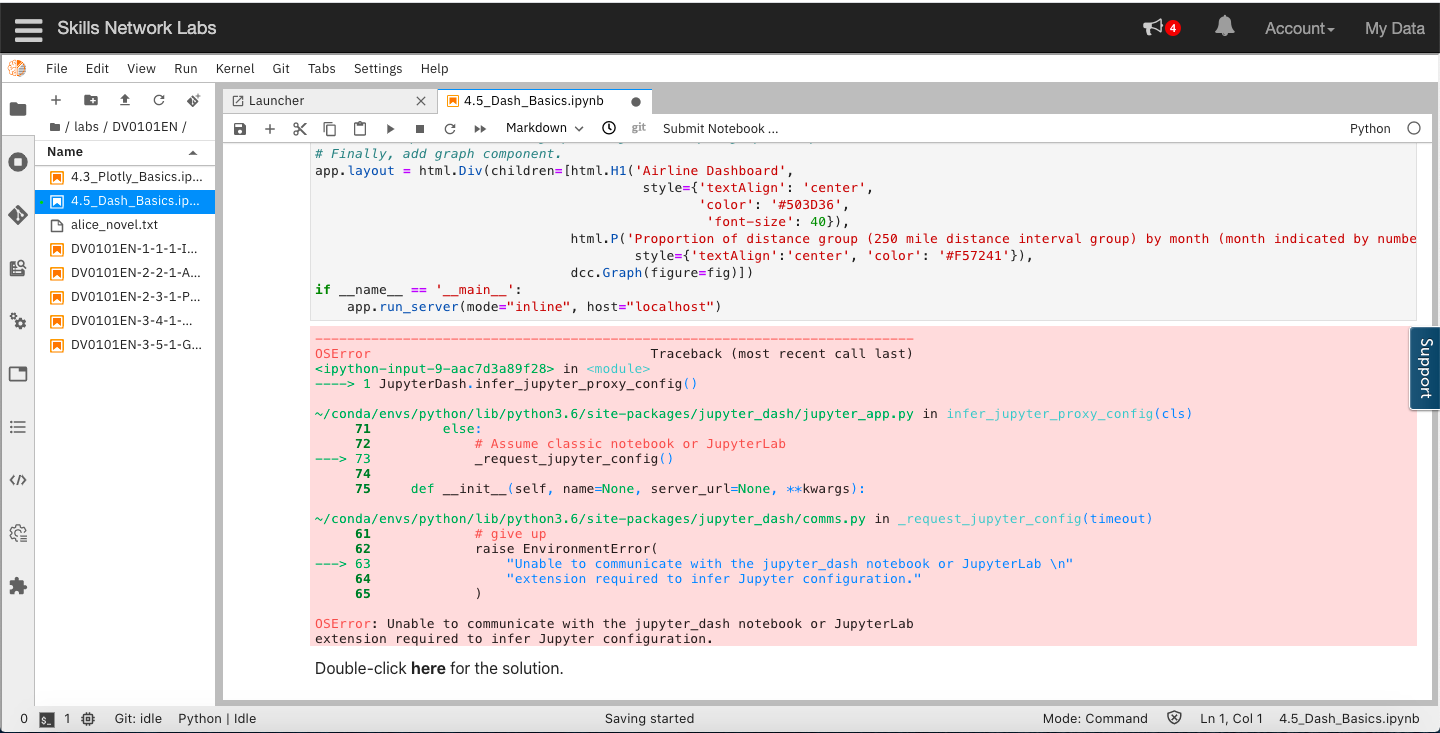 Skills Network Labs
4
Account
My Data
File Edit View Run Kernel Git Tabs Settings Help
Launcher
4.5_Dash_Basics.ipynb
/ labs / DV0101EN /
Markdown
git
Submit Notebook ...
Python
Name
4.3_Plotly_Basics.ip...
4.5_Dash_Basics.ip...
alice_novel.txt
DV0101EN-1-1-1-I...
DV0101EN-2-2-1-A...
DV0101EN-2-3-1-P...
DV0101EN-3-4-1-...
DV0101EN-3-5-1-G...
# Finally, add graph component.
app.layout = html.Div(children=[html.H1('Airline Dashboard',
style={'textAlign': 'center',
'color': '#503D36',
'font-size': 40}),
html.P('Proportion of distance group (250 mile distance interval group) by month (month indicated by numbe
style={'textAlign':'center', 'color': '#F57241'}),
dcc.Graph(figure=fig)])
if __name__ == '__main__':
app.run_server(mode="inline", host="localhost")
---------------------------------------------------------------------------
OSError Traceback (most recent call last)
<ipython-input-9-aac7d3a89f28> in <module>
----> 1 JupyterDash.infer_jupyter_proxy_config()
~/conda/envs/python/lib/python3.6/site-packages/jupyter_dash/jupyter_app.py in infer_jupyter_proxy_config(cls)
71 else:
72 # Assume classic notebook or JupyterLab
---> 73 _request_jupyter_config()
74
75 def __init__(self, name=None, server_url=None, **kwargs):
~/conda/envs/python/lib/python3.6/site-packages/jupyter_dash/comms.py in _request_jupyter_config(timeout)
61 # give up
62 raise EnvironmentError(
---> 63 "Unable to communicate with the jupyter_dash notebook or JupyterLab \n"
64 "extension required to infer Jupyter configuration."
65 )
OSError: Unable to communicate with the jupyter_dash notebook or JupyterLab
extension required to infer Jupyter configuration.
Double-click here for the solution.
Support
0 $_ 1 Git: idle Python | Idle Saving started Mode: Command Ln 1, Col 1 4.5_Dash_Basics.ipynb